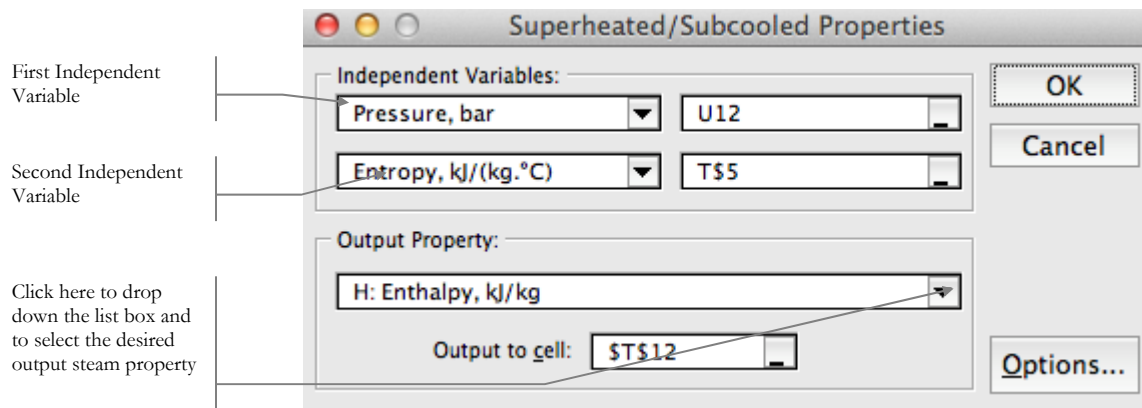 Superheated/Subcooled Properties
First Independent
Variable
Independent Variables:
Pressure, bar
U12
OK
Cancel
Second Independent
Variable
Entropy, kJ/(kg.°C)
T$5
Output Property:
Click here to drop
down the list box and
to select the desired
output steam property
H: Enthalpy, kJ/kg
Output to cell:
$T$12
Options...